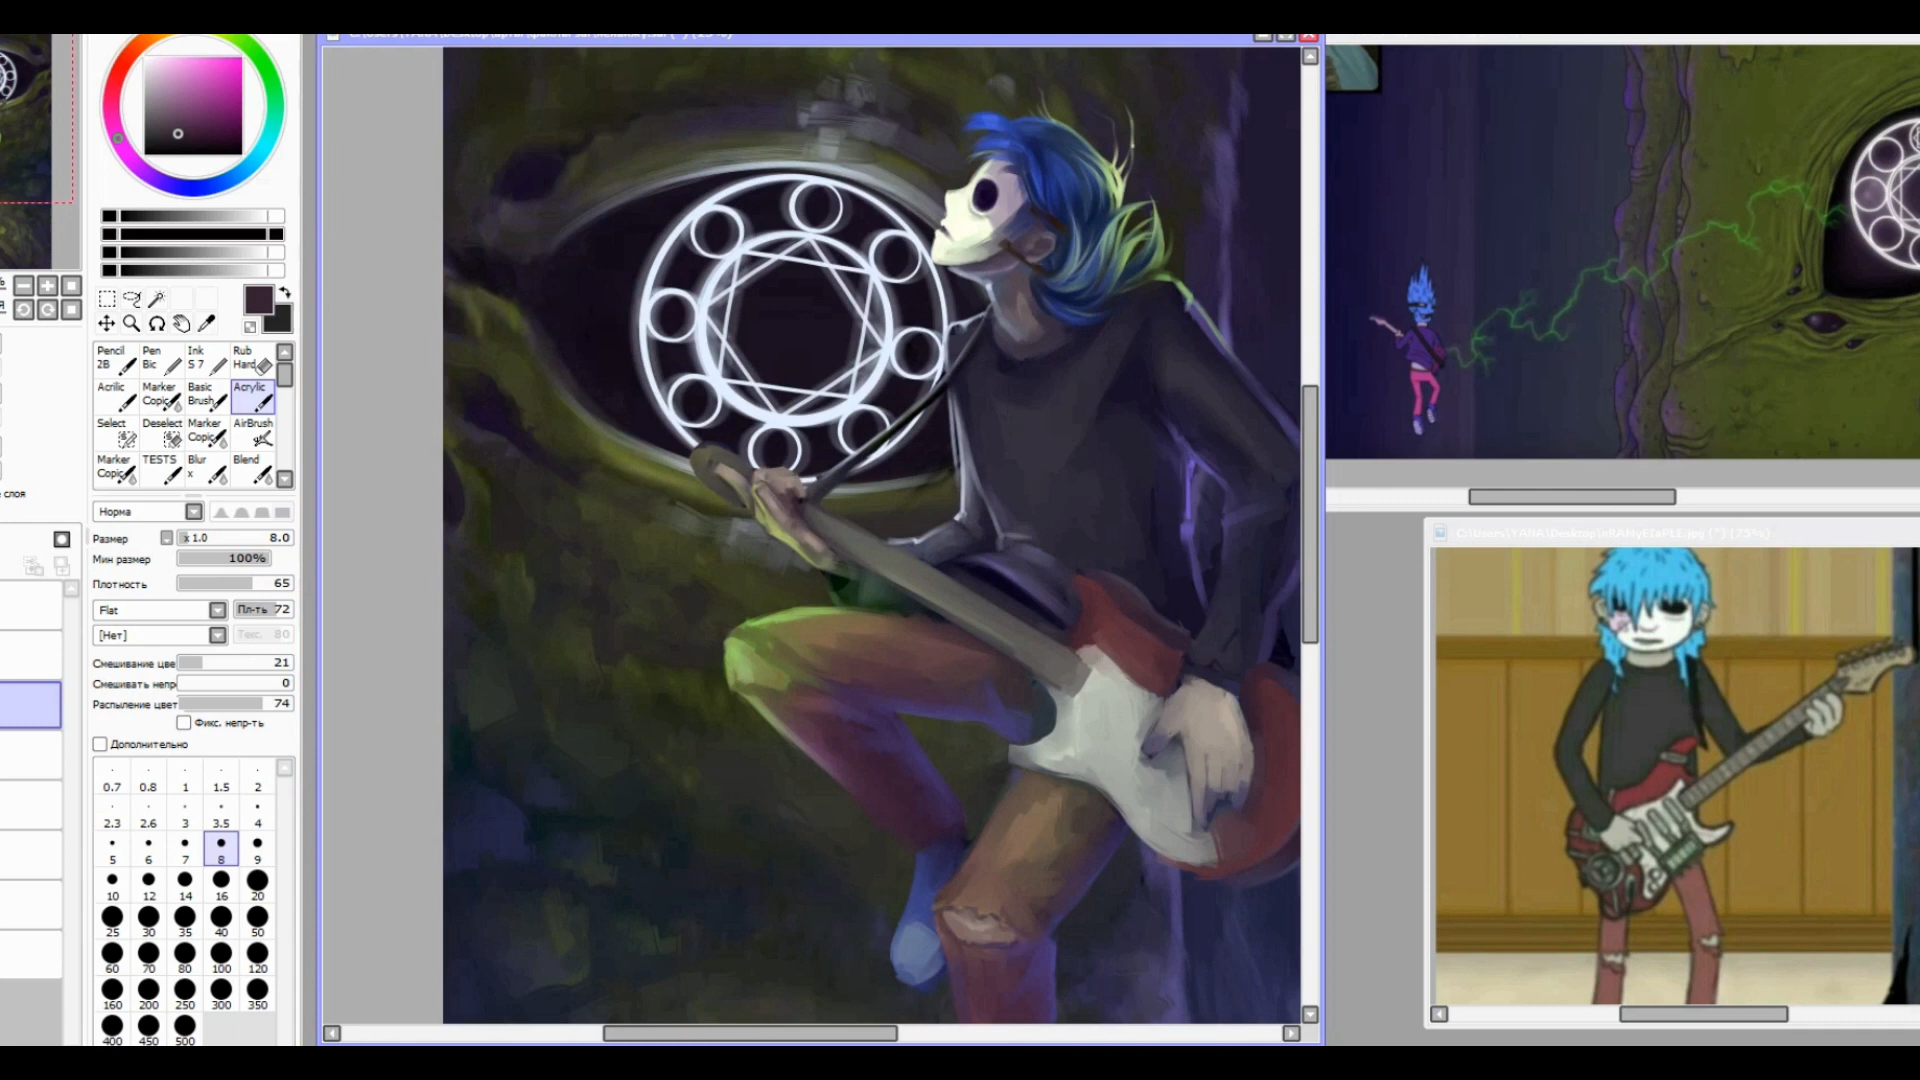 слоя
Pencil 2B
Pen Bic
Ink S 7
Rub Hard
Acrilic
Marker Copic
Basic Brush
Acrylic
Select
Deselect
Marker Copic
AirBrush
Marker Copic
TESTS
Blur x
Blend
Норма
Размер x 1.0 8.0
Мин размер 100%
Плотность 65
Flat Пл-ть 72
[Нет] Текс. 80
Смешивание цве 21
Смешивать непр 0
Распыление цвет 74
Фикс. непр-ть
Дополнительно
0.7 0.8 1 1.5 2
2.3 2.6 3 3.5 4
5 6 7 8 9
10 12 14 16 20
25 30 35 40 50
60 70 80 100 120
160 200 250 300 350
400 450 500